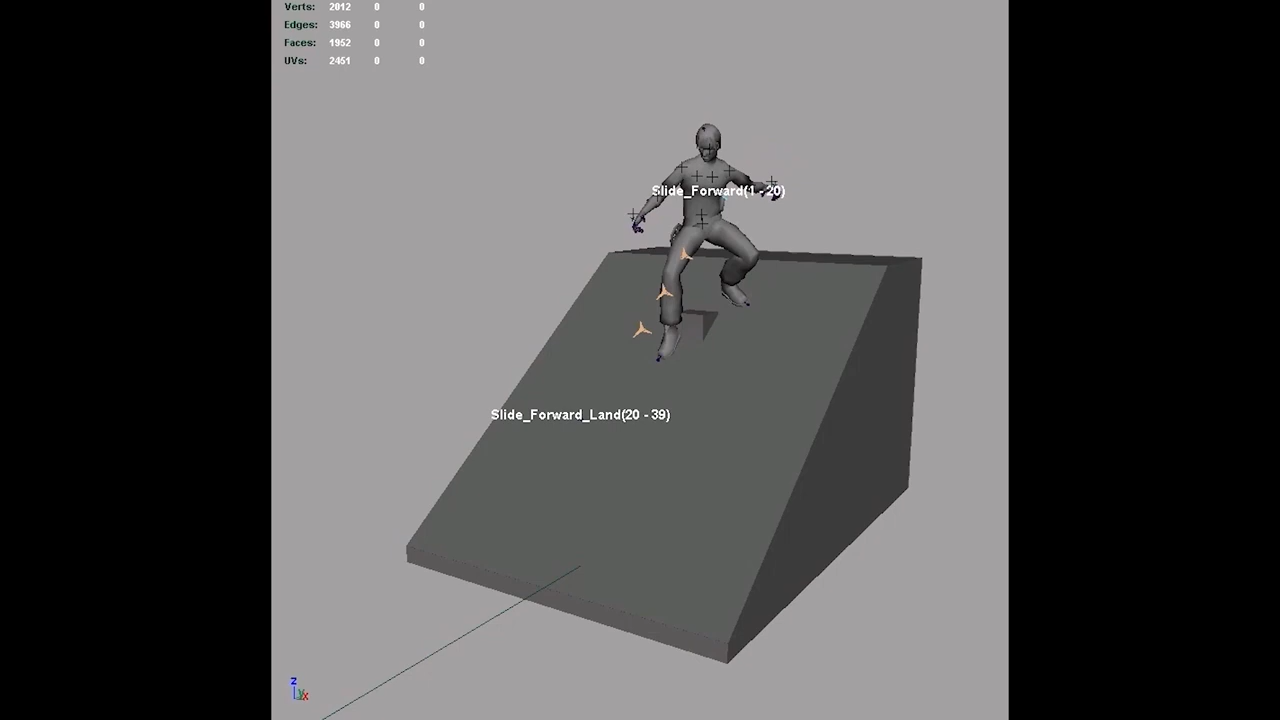 Verts: 2012 0 0
Edges: 3966 0 0
Faces: 1952 0 0
UVs: 2451 0 0
Slide_Forward(1 - 20)
Slide_Forward_Land(20 - 39)
z
y x